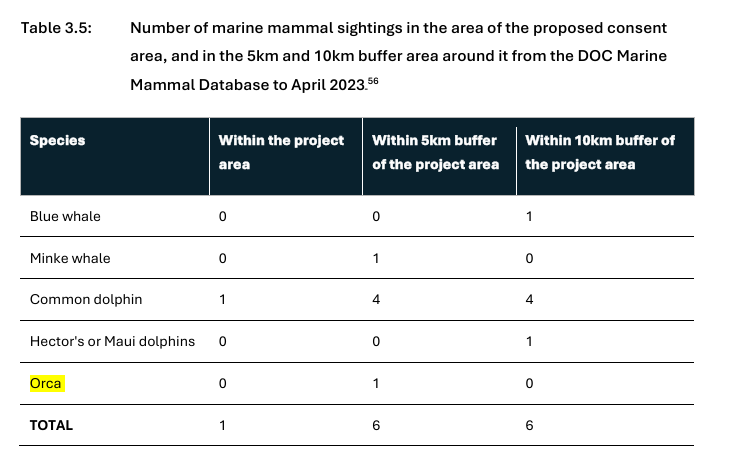 Table 3.5: Number of marine mammal sightings in the area of the proposed consent
area, and in the 5km and 10km buffer area around it from the DOC Marine
Mammal Database to April 2023.56
Species Within the project area Within 5km buffer of the project area Within 10km buffer of the project area
Blue whale 0 0 1
Minke whale 0 1 0
Common dolphin 1 4 4
Hector's or Maui dolphins 0 0 1
Orca 0 1 0
TOTAL 1 6 6